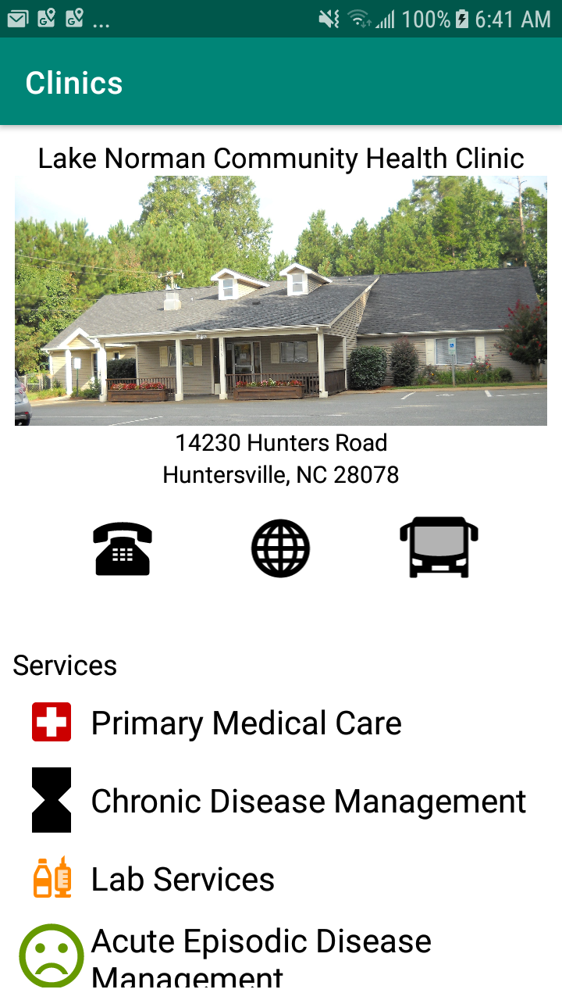 ... 100% 6:41 AM
Clinics
Lake Norman Community Health Clinic
14230 Hunters Road
Huntersville, NC 28078
Services
Primary Medical Care
Chronic Disease Management
Lab Services
Acute Episodic Disease
Management